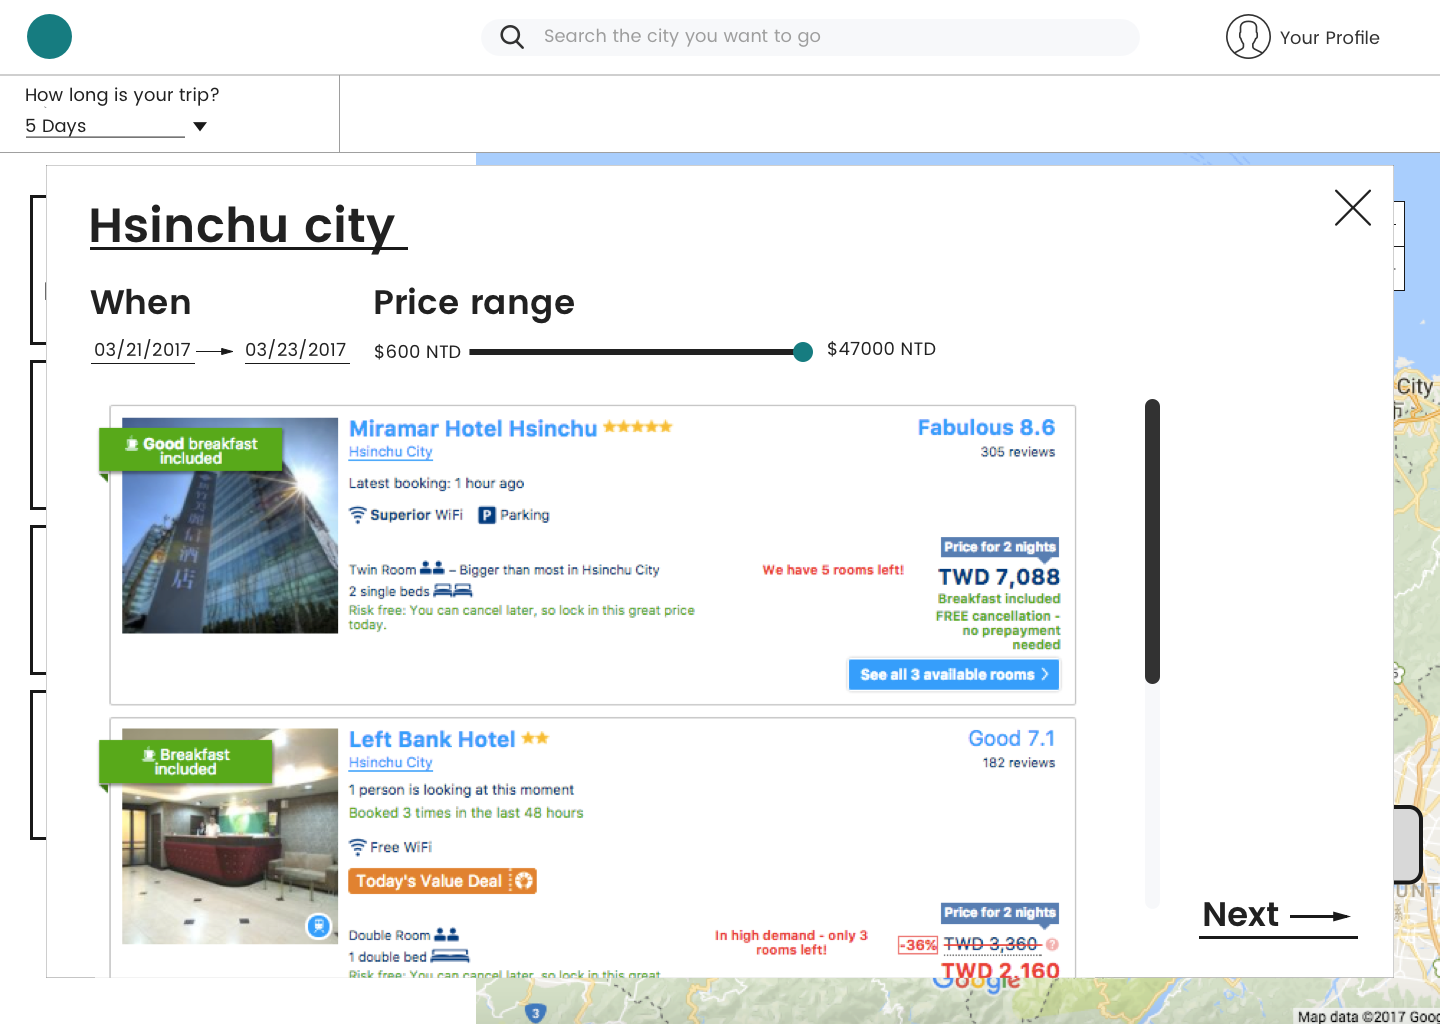 Search the city you want to go
Your Profile
How long is your trip?
5 Days
Hsinchu city
When
Price range
03/21/2017
03/23/2017
$600 NTD
$47000 NTD
Good breakfast
included
Miramar Hotel Hsinchu
Hsinchu City
Latest booking: 1 hour ago
Superior WiFi
P Parking
Fabulous 8.6
305 reviews
酒
店
Twin Room – Bigger than most in Hsinchu City
2 single beds
Risk free: You can cancel later, so lock in this great price
today.
We have 5 rooms left!
Price for 2 nights
TWD 7,088
Breakfast included
FREE cancellation -
no prepayment
needed
See all 3 available rooms
Breakfast
included
Left Bank Hotel
Hsinchu City
1 person is looking at this moment
Booked 3 times in the last 48 hours
Free WiFi
Today's Value Deal
Good 7.1
182 reviews
Double Room
1 double bed
Risk free: You can cancel later, so lock in this great
In high demand - only 3
rooms left!
Price for 2 nights
-36% TWD 3,360 ?
TWD 2,160
Next
City
市
UNT
Google
3
Map data ©2017 Goo